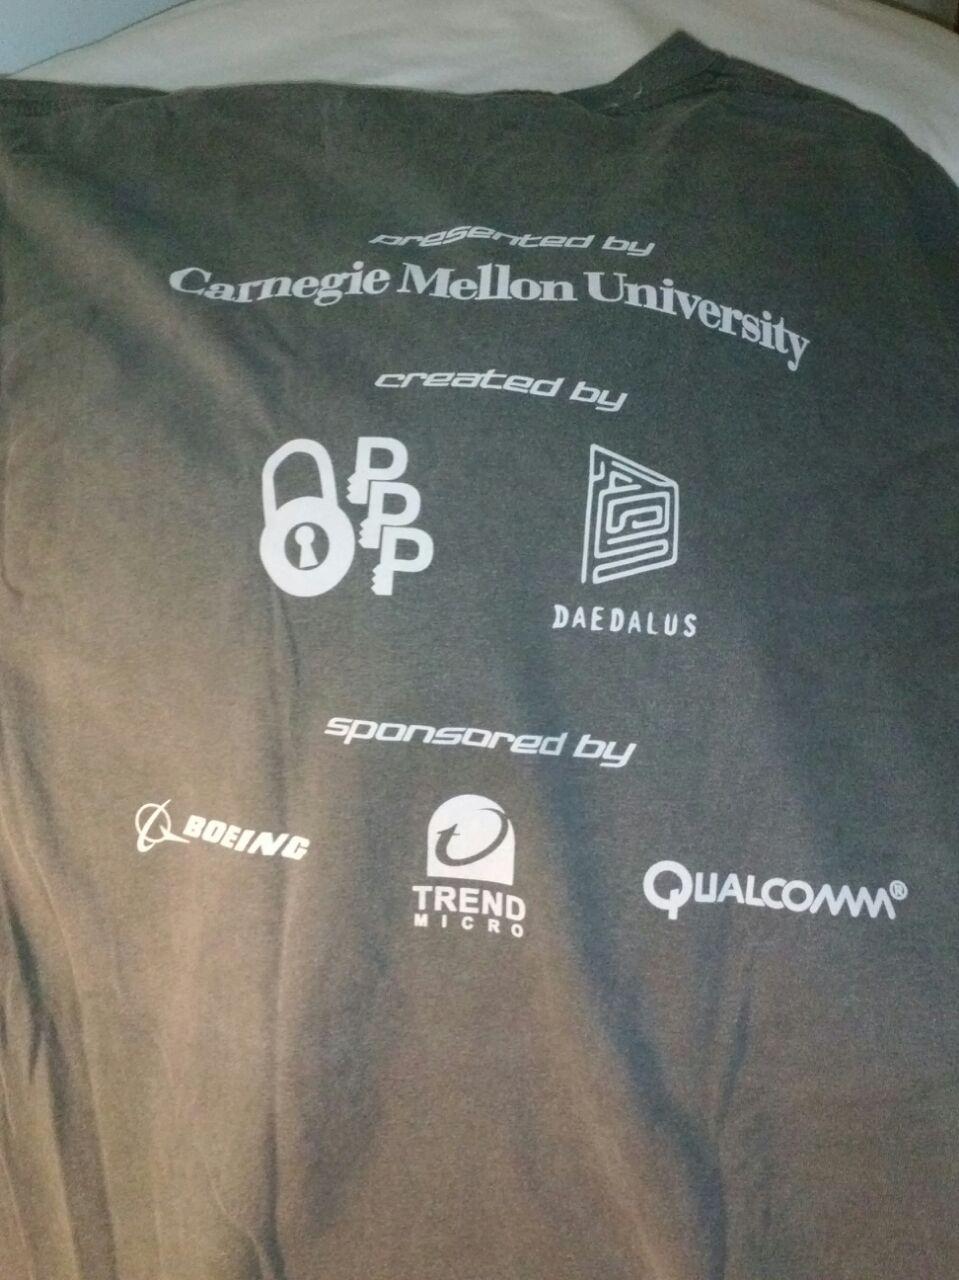 presented by
Carnegie Mellon University
created by
PPP
DAEDALUS
sponsored by
BOEING
TREND
MICRO
QUALCOMM®